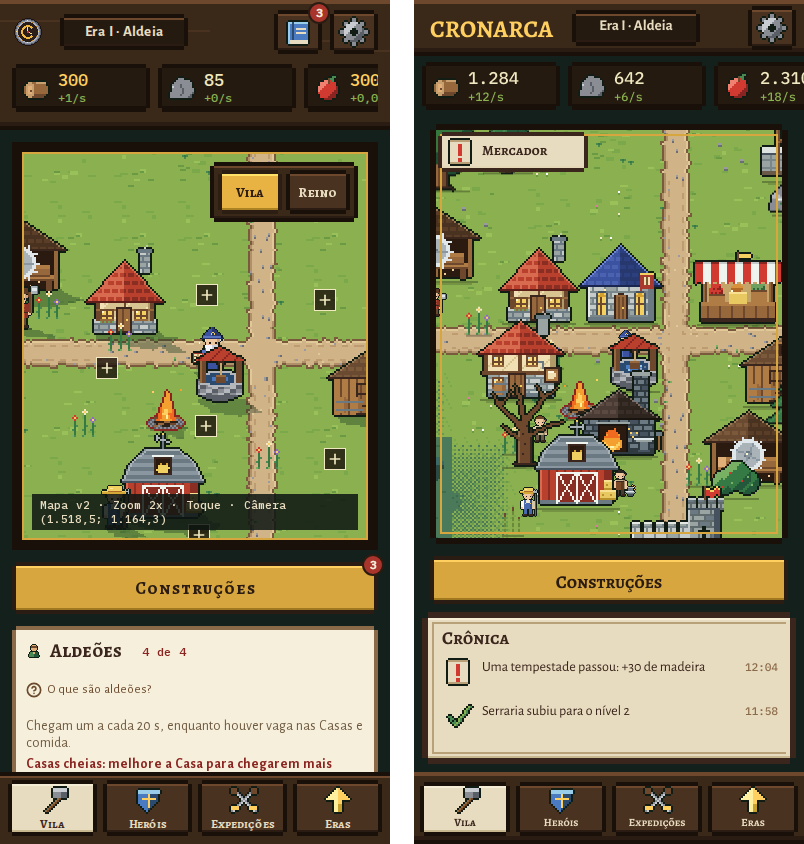 3
Era I · Aldeia
300
+1/s
85
+0/s
300
+0,0
Vila
Reino
Mapa v2 · Zoom 2x · Toque · Câmera
(1.518,5; 1.164,3)
Construções
3
Aldeões
4 de 4
O que são aldeões?
Chegam um a cada 20 s, enquanto houver vaga nas Casas e
comida.
Casas cheias: melhore a Casa para chegarem mais
Vila
Heróis
Expedições
Eras
CRONARCA
Era I · Aldeia
1.284
+12/s
642
+6/s
2.310
+18/s
Mercador
Construções
Crônica
Uma tempestade passou: +30 de madeira
12:04
Serraria subiu para o nível 2
11:58
Vila
Heróis
Expedições
Eras